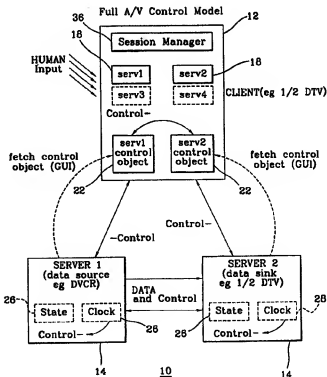 Full A/V Control Model
36
12
18
Session Manager
18
HUMAN
Input
serv1
serv2
serv3
serv4
CLIENT(eg 1/2 DTV)
Control-
fetch control
object (GUI)
serv1
control
object
serv2
control
object
fetch control
object (GUI)
22
22
-Control
Control-
SERVER 1
(data source
eg DVCR)
DATA
and Control
SERVER 2
(data sink
eg 1/2 DTV)
26
State
Clock
State
Clock
26
Control-
26
26
Control-
14
10
14